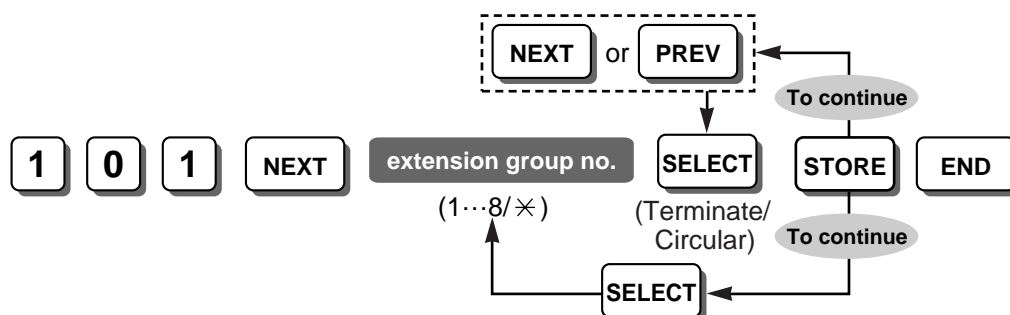 NEXT or PREV
To continue
1 0 1 NEXT extension group no. SELECT STORE END
(1···8/✳)
(Terminate/
Circular)
To continue
SELECT